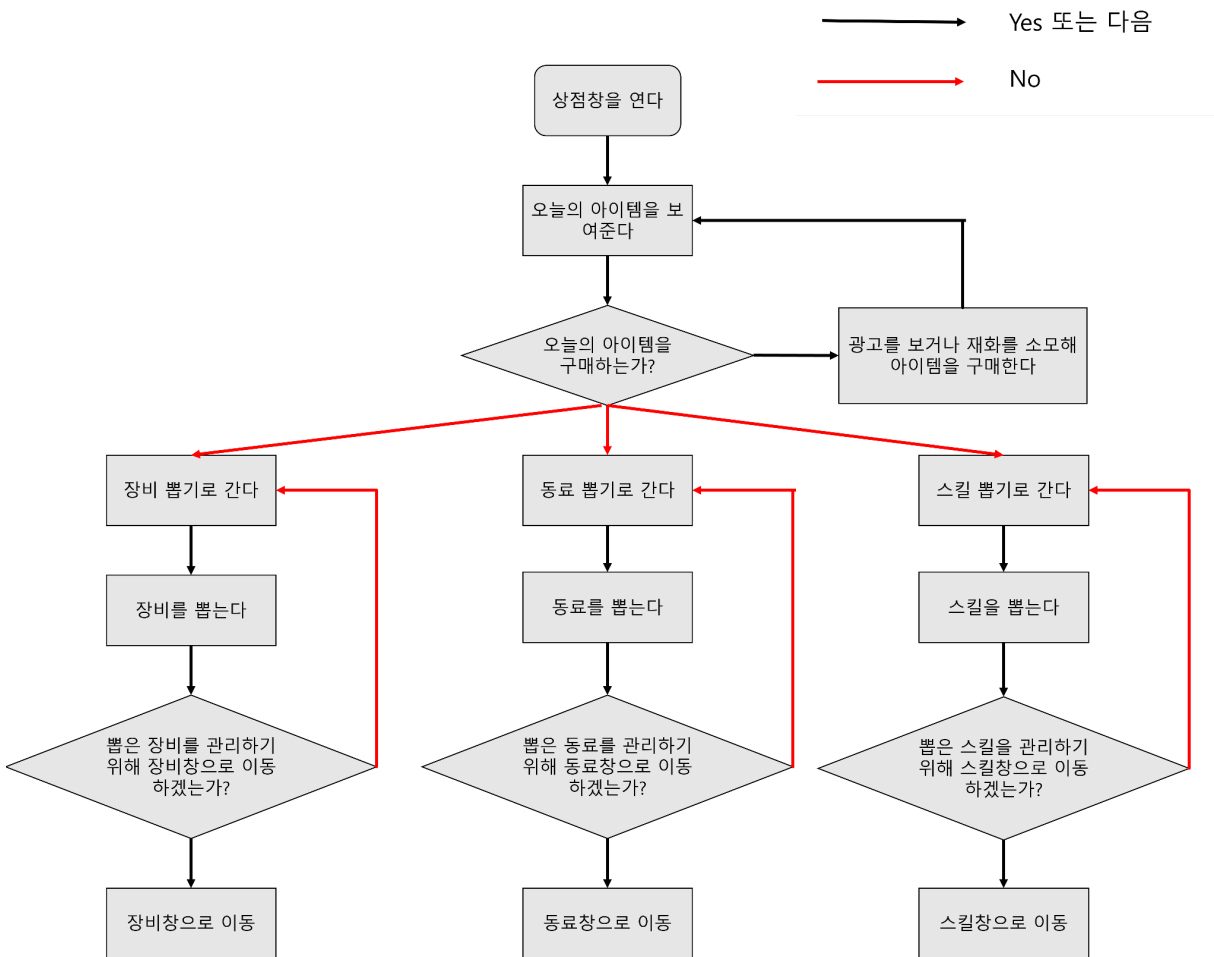 Yes 또는 다음
No
상점창을 연다
오늘의 아이템을 보
여준다
오늘의 아이템을
구매하는가?
광고를 보거나 재화를 소모해
아이템을 구매한다
장비 뽑기로 간다
동료 뽑기로 간다
스킬 뽑기로 간다
장비를 뽑는다
동료를 뽑는다
스킬을 뽑는다
뽑은 장비를 관리하기
위해 장비창으로 이동
하겠는가?
뽑은 동료를 관리하기
위해 동료창으로 이동
하겠는가?
뽑은 스킬을 관리하기
위해 스킬창으로 이동
하겠는가?
장비창으로 이동
동료창으로 이동
스킬창으로 이동